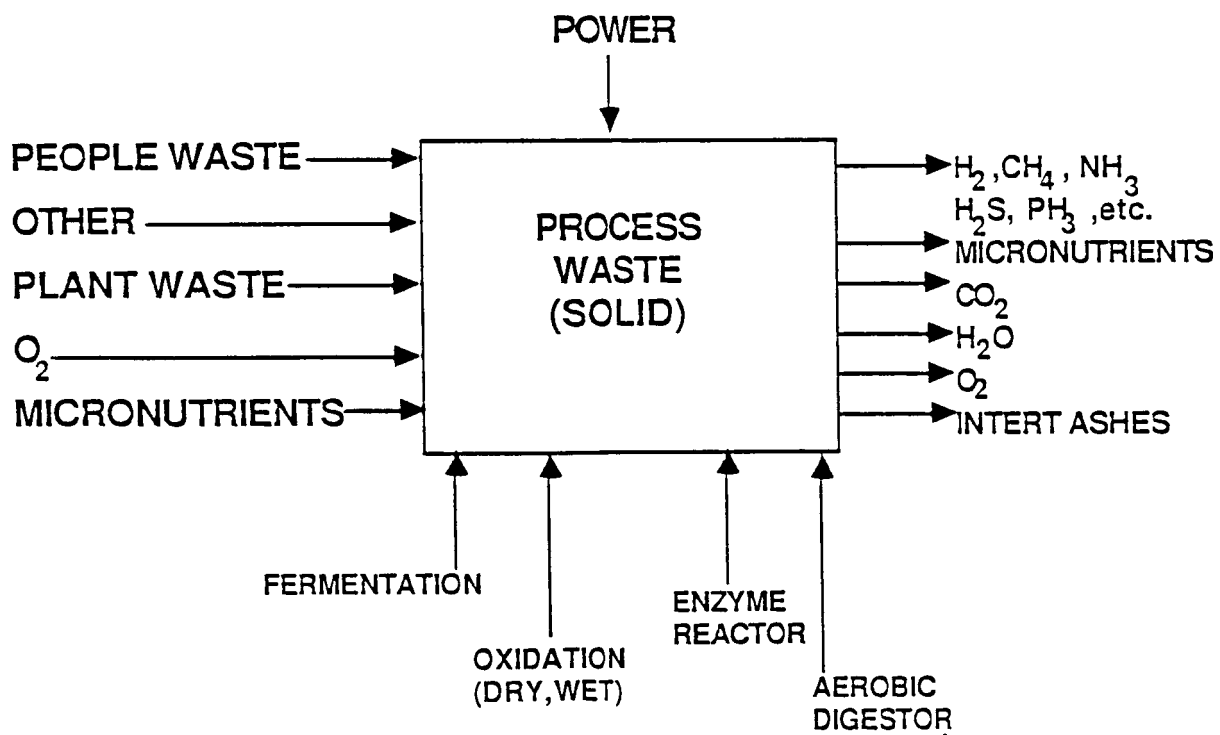 POWER
PEOPLE WASTE
OTHER
PLANT WASTE
O₂
MICRONUTRIENTS
PROCESS
WASTE
(SOLID)
H₂,CH₄, NH₃
H₂S, PH₃ ,etc.
MICRONUTRIENTS
CO₂
H₂O
O₂
INTERT ASHES
FERMENTATION
OXIDATION
(DRY,WET)
ENZYME
REACTOR
AEROBIC
DIGESTOR